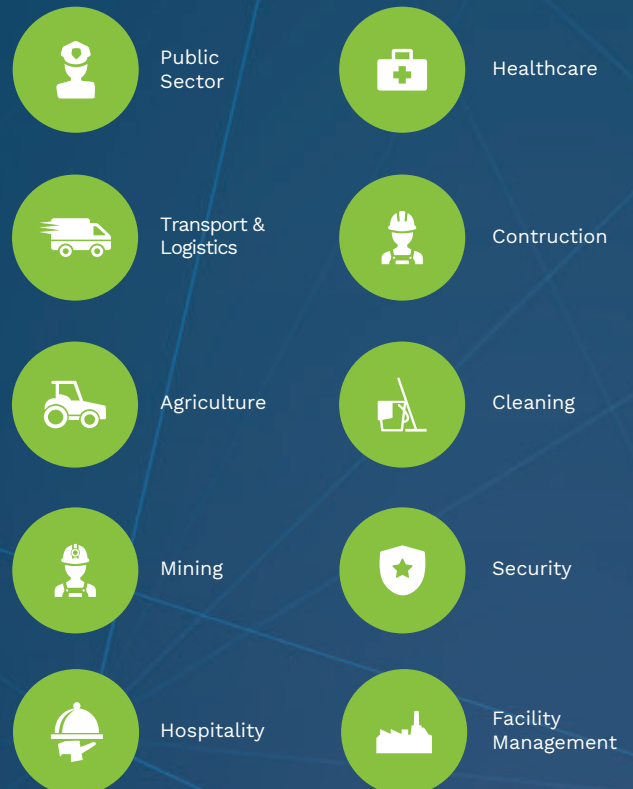 Public
Sector
Healthcare
Transport &
Logistics
Contruction
Agriculture
Cleaning
Mining
Security
Hospitality
Facility
Management